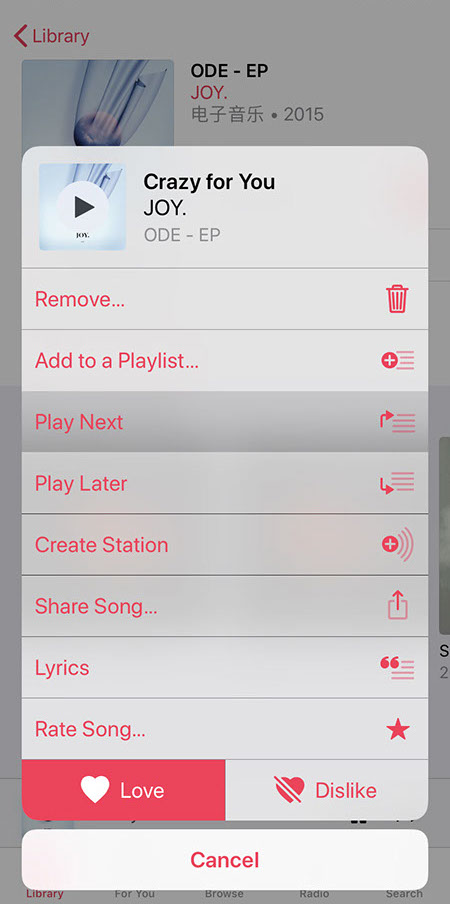 Library
ODE - EP
JOY.
电子音乐 • 2015
Crazy for You
JOY.
ODE - EP
JOY.
Remove...
Add to a Playlist...
Play Next
Play Later
Create Station
Share Song...
Lyrics
Rate Song...
S
2
Love
Dislike
Cancel
Library
For You
Browse
Radio
Search